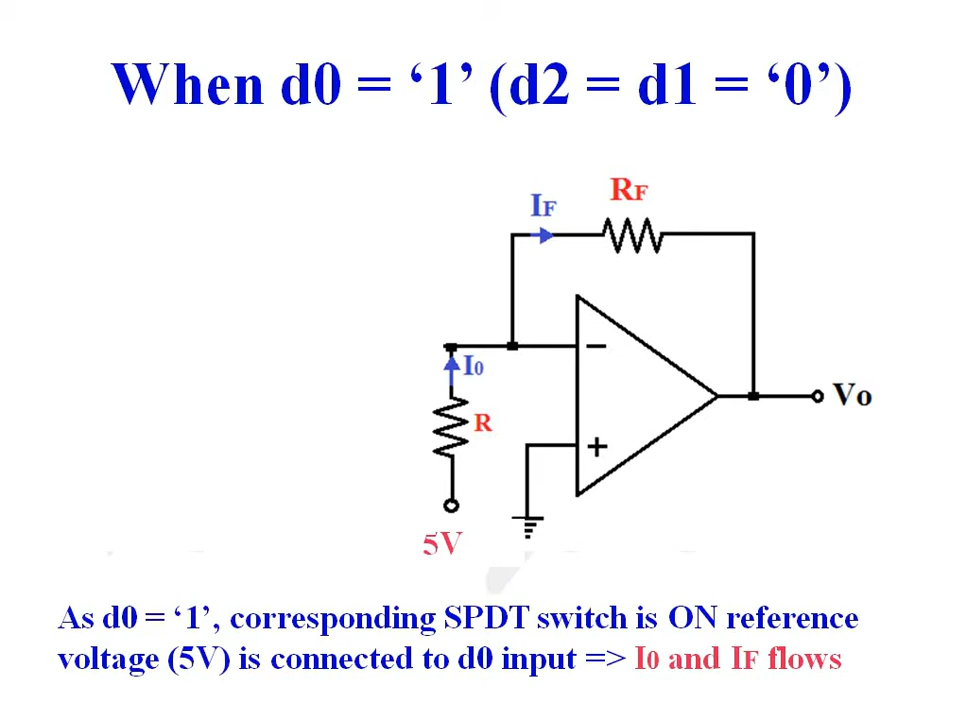 When d0 = ‘1’ (d2 = d1 = ‘0’)
RF
IF
I0
−
R
Vo
+
5V
As d0 = ‘1’, corresponding SPDT switch is ON reference
voltage (5V) is connected to d0 input => I0 and IF flows